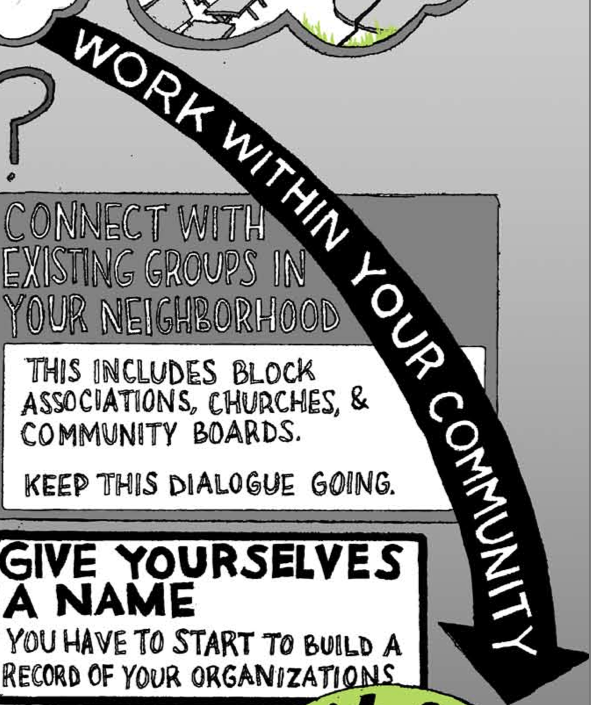 WORK WITHIN YOUR COMMUNITY
?
CONNECT WITH
EXISTING GROUPS IN
YOUR NEIGHBORHOOD
THIS INCLUDES BLOCK
ASSOCIATIONS, CHURCHES, &
COMMUNITY BOARDS.
KEEP THIS DIALOGUE GOING.
GIVE YOURSELVES
A NAME
YOU HAVE TO START TO BUILD A
RECORD OF YOUR ORGANIZATIONS